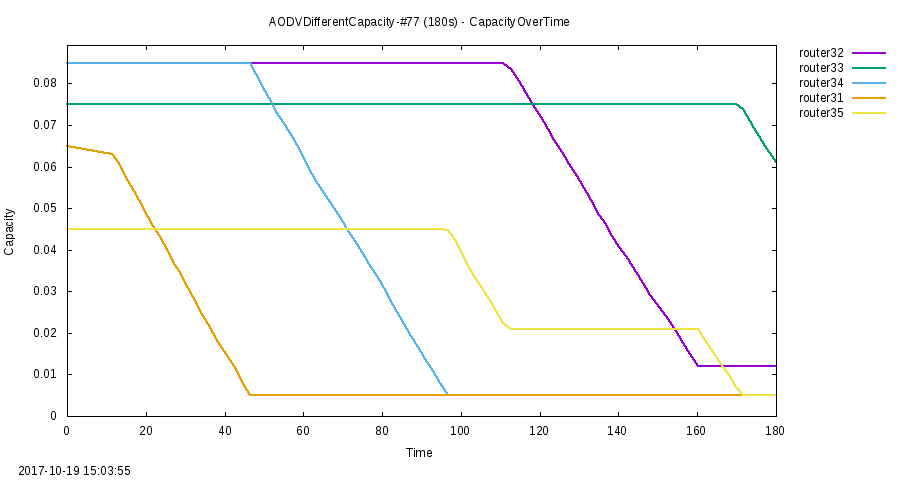 AODVDifferentCapacity-#77 (180s) - CapacityOverTime
router32
router33
router34
router31
router35
0.08
0.07
0.06
0.05
0.04
0.03
0.02
0.01
0
Capacity
0 20 40 60 80 100 120 140 160 180
Time
2017-10-19 15:03:55